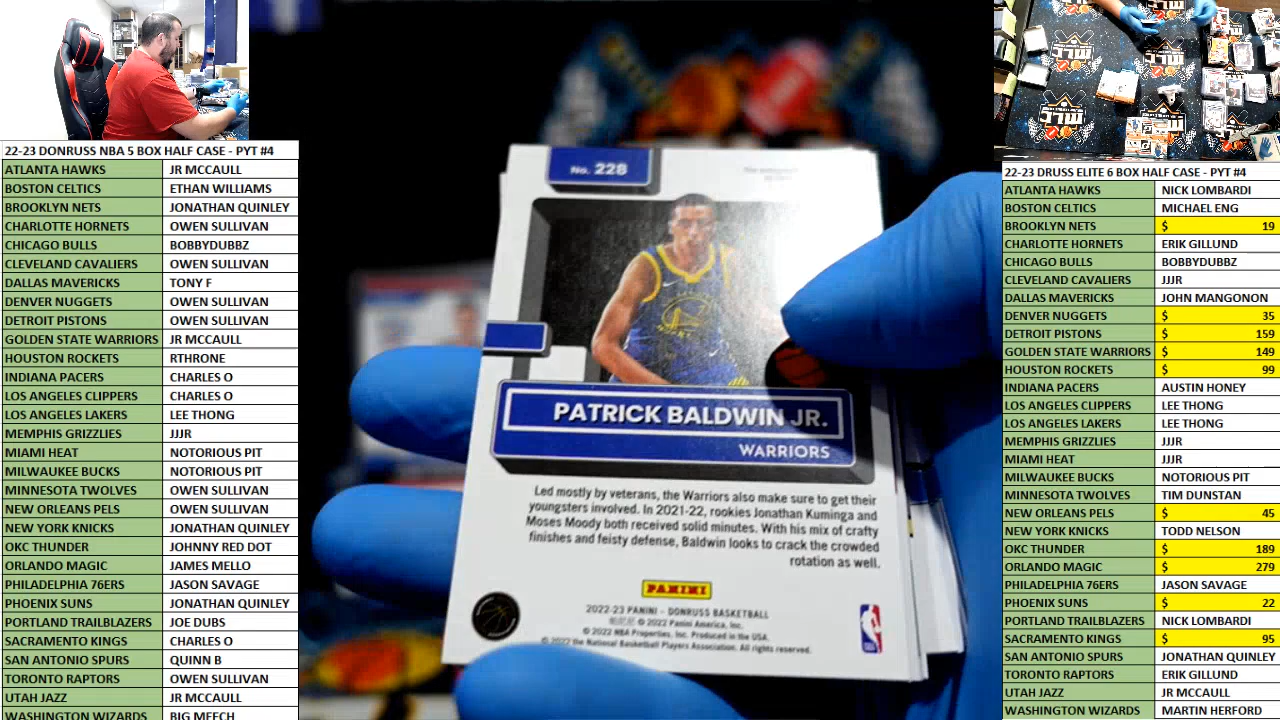 22-23 DONRUSS NBA 5 BOX HALF CASE - PYT #4
ATLANTA HAWKS JR MCCAULL
BOSTON CELTICS ETHAN WILLIAMS
BROOKLYN NETS JONATHAN QUINLEY
CHARLOTTE HORNETS OWEN SULLIVAN
CHICAGO BULLS BOBBYDUBBZ
CLEVELAND CAVALIERS OWEN SULLIVAN
DALLAS MAVERICKS TONY F
DENVER NUGGETS OWEN SULLIVAN
DETROIT PISTONS OWEN SULLIVAN
GOLDEN STATE WARRIORS JR MCCAULL
HOUSTON ROCKETS RTHRONE
INDIANA PACERS CHARLES O
LOS ANGELES CLIPPERS CHARLES O
LOS ANGELES LAKERS LEE THONG
MEMPHIS GRIZZLIES JJJR
MIAMI HEAT NOTORIOUS PIT
MILWAUKEE BUCKS NOTORIOUS PIT
MINNESOTA TWOLVES OWEN SULLIVAN
NEW ORLEANS PELS OWEN SULLIVAN
NEW YORK KNICKS JONATHAN QUINLEY
OKC THUNDER JOHNNY RED DOT
ORLANDO MAGIC JAMES MELLO
PHILADELPHIA 76ERS JASON SAVAGE
PHOENIX SUNS JONATHAN QUINLEY
PORTLAND TRAILBLAZERS JOE DUBS
SACRAMENTO KINGS CHARLES O
SAN ANTONIO SPURS QUINN B
TORONTO RAPTORS OWEN SULLIVAN
UTAH JAZZ JR MCCAULL
WASHINGTON WIZARDS BIG MEECH
No. 228
PATRICK BALDWIN JR.
WARRIORS
Led mostly by veterans, the Warriors also make sure to get their
youngsters involved. In 2021-22, rookies Jonathan Kuminga and
Moses Moody both received solid minutes. With his mix of crafty
finishes and feisty defense, Baldwin looks to crack the crowded
rotation as well.
PANINI
2022-23 PANINI - DONRUSS BASKETBALL
© 2022 Panini America, Inc.
© 2022 NBA Properties, Inc. Produced in the USA.
© 2022 the National Basketball Players Association. All rights reserved.
22-23 DRUSS ELITE 6 BOX HALF CASE - PYT #4
ATLANTA HAWKS NICK LOMBARDI
BOSTON CELTICS MICHAEL ENG
BROOKLYN NETS $ 19
CHARLOTTE HORNETS ERIK GILLUND
CHICAGO BULLS BOBBYDUBBZ
CLEVELAND CAVALIERS JJJR
DALLAS MAVERICKS JOHN MANGONON
DENVER NUGGETS $ 35
DETROIT PISTONS $ 159
GOLDEN STATE WARRIORS $ 149
HOUSTON ROCKETS $ 99
INDIANA PACERS AUSTIN HONEY
LOS ANGELES CLIPPERS LEE THONG
LOS ANGELES LAKERS LEE THONG
MEMPHIS GRIZZLIES JJJR
MIAMI HEAT JJJR
MILWAUKEE BUCKS NOTORIOUS PIT
MINNESOTA TWOLVES TIM DUNSTAN
NEW ORLEANS PELS $ 45
NEW YORK KNICKS TODD NELSON
OKC THUNDER $ 189
ORLANDO MAGIC $ 279
PHILADELPHIA 76ERS JASON SAVAGE
PHOENIX SUNS $ 22
PORTLAND TRAILBLAZERS NICK LOMBARDI
SACRAMENTO KINGS $ 95
SAN ANTONIO SPURS JONATHAN QUINLEY
TORONTO RAPTORS ERIK GILLUND
UTAH JAZZ JR MCCAULL
WASHINGTON WIZARDS MARTIN HERFORD